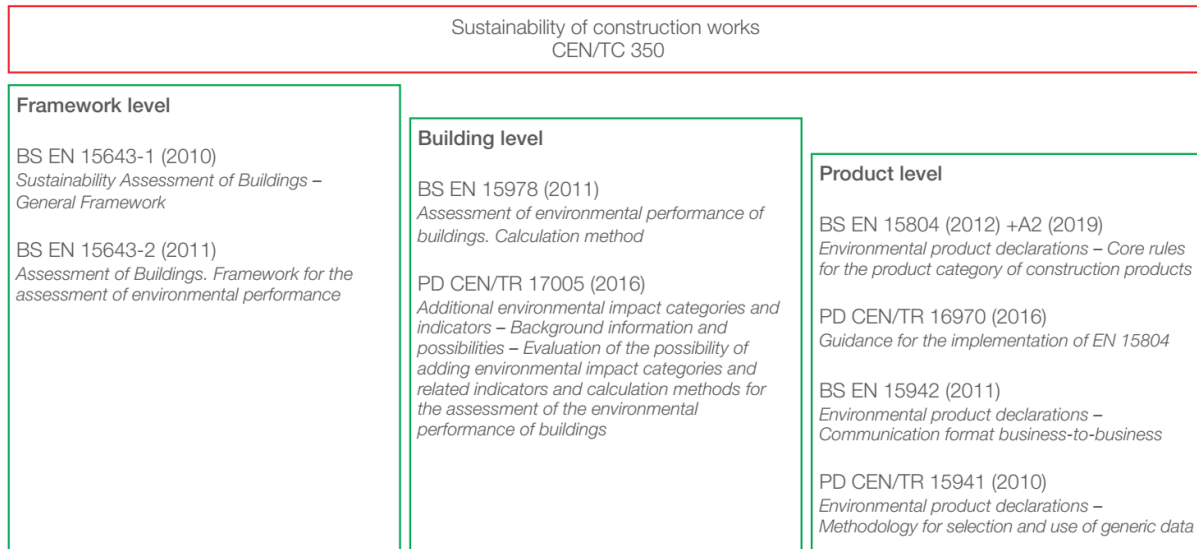 Sustainability of construction works
CEN/TC 350
Framework level
BS EN 15643-1 (2010)
Sustainability Assessment of Buildings –
General Framework
BS EN 15643-2 (2011)
Assessment of Buildings. Framework for the
assessment of environmental performance
Building level
BS EN 15978 (2011)
Assessment of environmental performance of
buildings. Calculation method
PD CEN/TR 17005 (2016)
Additional environmental impact categories and
indicators – Background information and
possibilities – Evaluation of the possibility of
adding environmental impact categories and
related indicators and calculation methods for
the assessment of the environmental
performance of buildings
Product level
BS EN 15804 (2012) +A2 (2019)
Environmental product declarations – Core rules
for the product category of construction products
PD CEN/TR 16970 (2016)
Guidance for the implementation of EN 15804
BS EN 15942 (2011)
Environmental product declarations –
Communication format business-to-business
PD CEN/TR 15941 (2010)
Environmental product declarations –
Methodology for selection and use of generic data